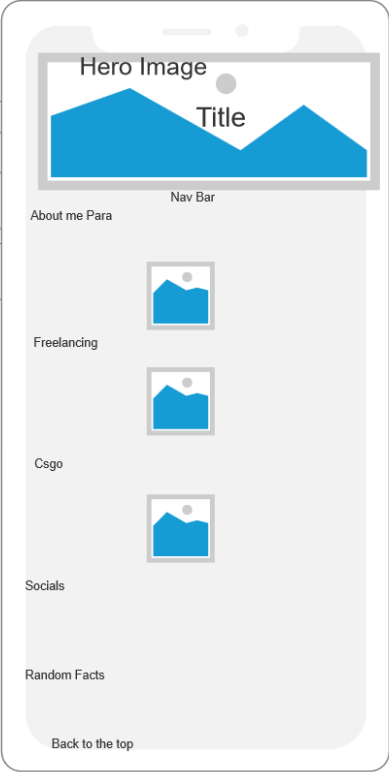 Hero Image
Title
Nav Bar
About me Para
Freelancing
Csgo
Socials
Random Facts
Back to the top